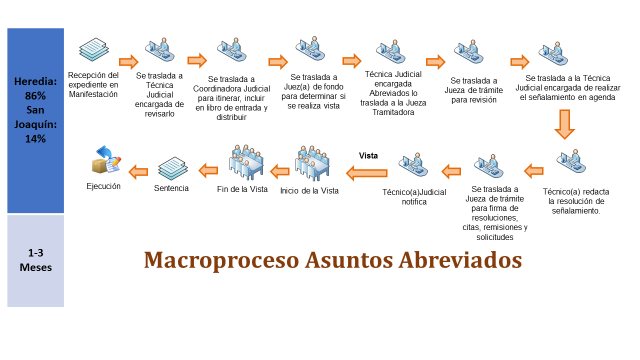 Heredia:
86%
San
Joaquín:
14%
1-3
Meses
Recepción del
expediente en
Manifestación
Se traslada a
Técnica
Judicial
encargada de
revisarlo
Se traslada a
Coordinadora Judicial
para itinerar, incluir
en libro de entrada y
distribuir
Se traslada a
Juez(a) de fondo
para determinar si
se realiza vista
Técnica Judicial
encargada
Abreviados lo
traslada a la Jueza
Tramitadora
Se traslada a
Jueza de trámite
para revisión
Se traslada a la Técnica
Judicial encargada de realizar
el señalamiento en agenda
Técnico(a) redacta
la resolución de
señalamiento.
Se traslada a
Jueza de trámite
para firma de
resoluciones,
citas, remisiones y
solicitudes
Técnico(a)Judicial
notifica
Vista
Inicio de la Vista
Fin de la Vista
Sentencia
Ejecución
Macroproceso Asuntos Abreviados